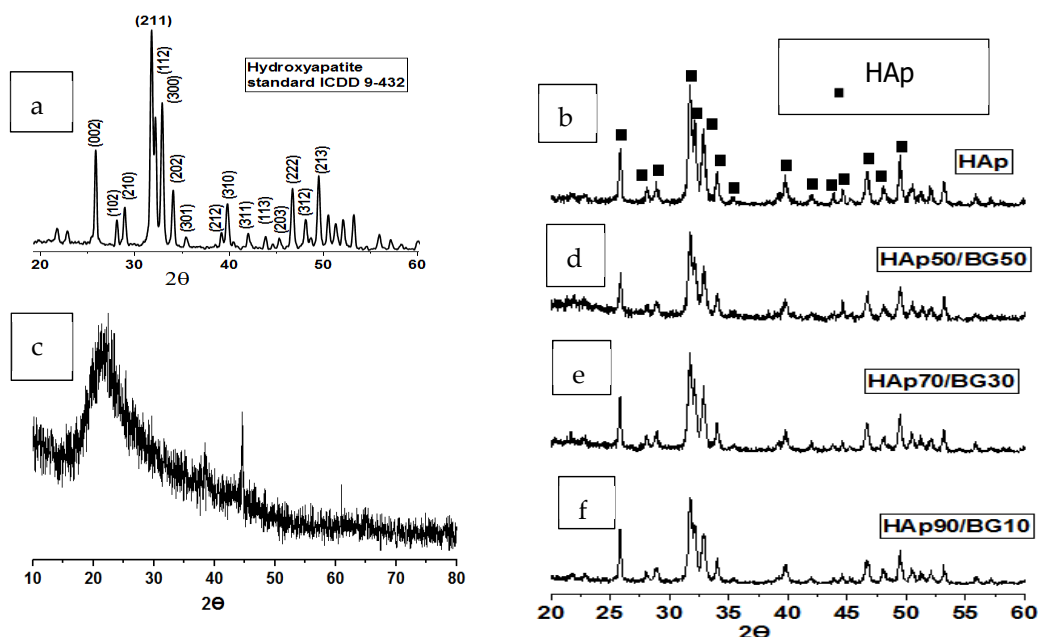 a
(002)
(102)
(210)
(211)
(112)
(300)
(202)
(301)
(212)
(310)
(311)
(113)
(203)
(222)
(312)
(213)
Hydroxyapatite
standard ICDD 9-432
20 30 40 50 60
2Θ
b
■ HAp
HAp
c
10 20 30 40 50 60 70 80
2Θ
d
HAp50/BG50
e
HAp70/BG30
f
HAp90/BG10
20 25 30 35 40 45 50 55 60
2Θ